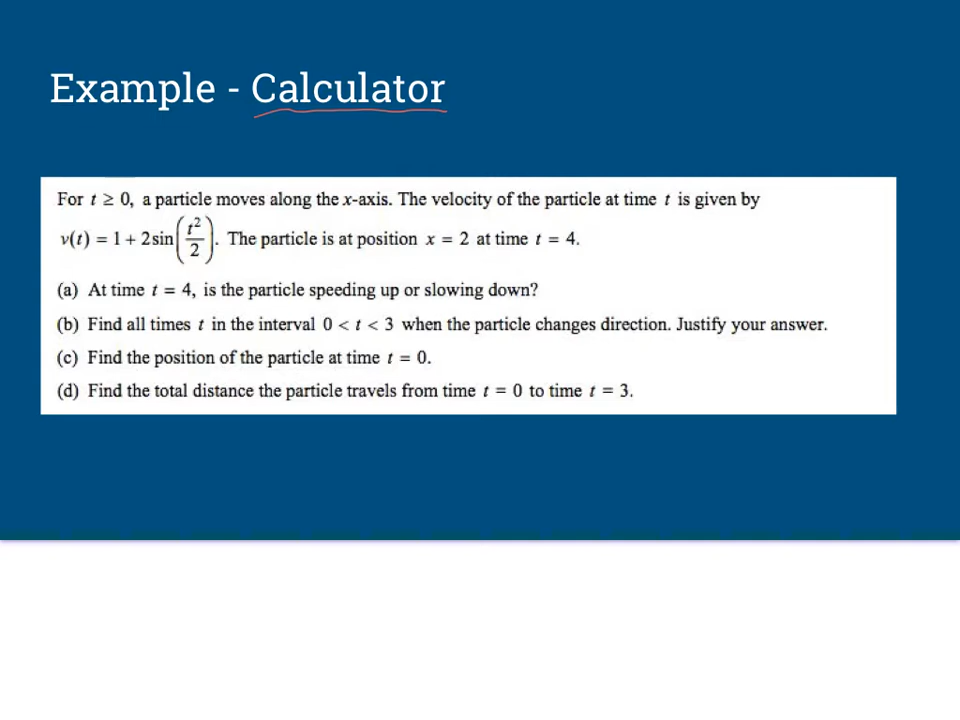 Example - Calculator
For t ≥ 0, a particle moves along the x-axis. The velocity of the particle at time t is given by
v(t) = 1 + 2sin(t²/2). The particle is at position x = 2 at time t = 4.
(a) At time t = 4, is the particle speeding up or slowing down?
(b) Find all times t in the interval 0 < t < 3 when the particle changes direction. Justify your answer.
(c) Find the position of the particle at time t = 0.
(d) Find the total distance the particle travels from time t = 0 to time t = 3.